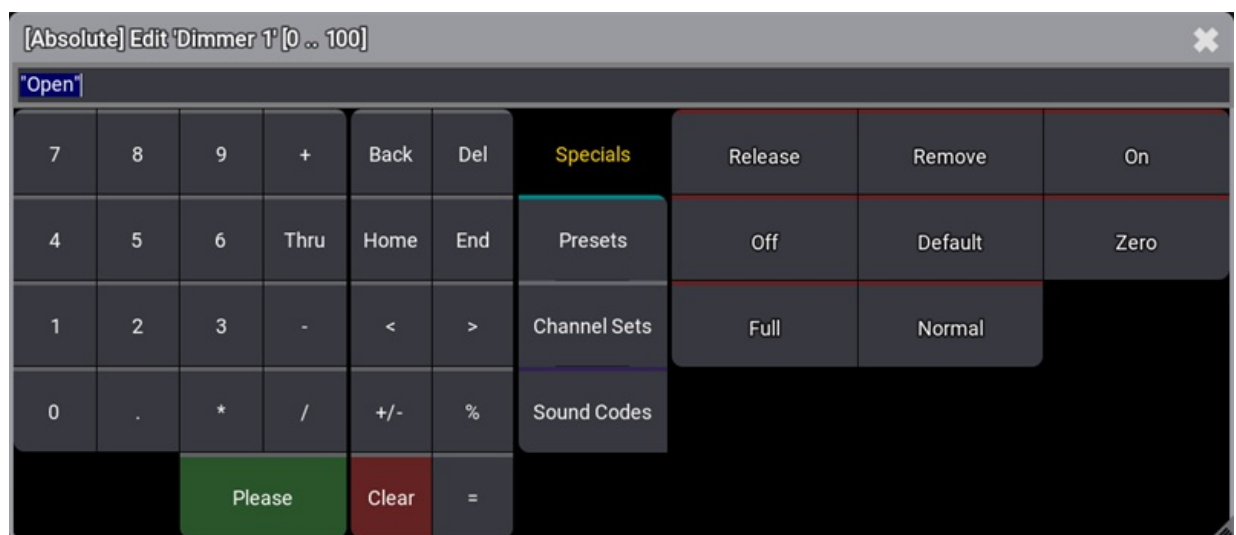 [Absolute] Edit 'Dimmer 1' [0 .. 100]
"Open"
7 8 9 + Back Del Specials Release Remove On
4 5 6 Thru Home End Presets Off Default Zero
1 2 3 - < > Channel Sets Full Normal
0 . * / +/- % Sound Codes
Please Clear =